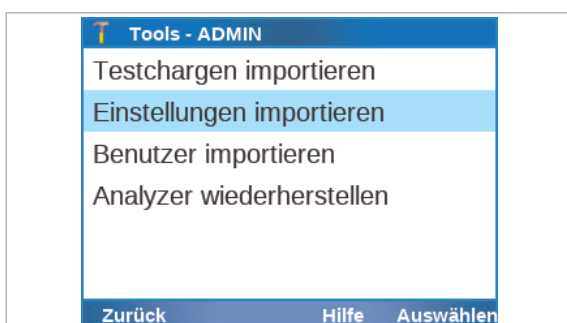 Tools - ADMIN
Testchargen importieren
Einstellungen importieren
Benutzer importieren
Analyzer wiederherstellen
Zurück Hilfe Auswählen